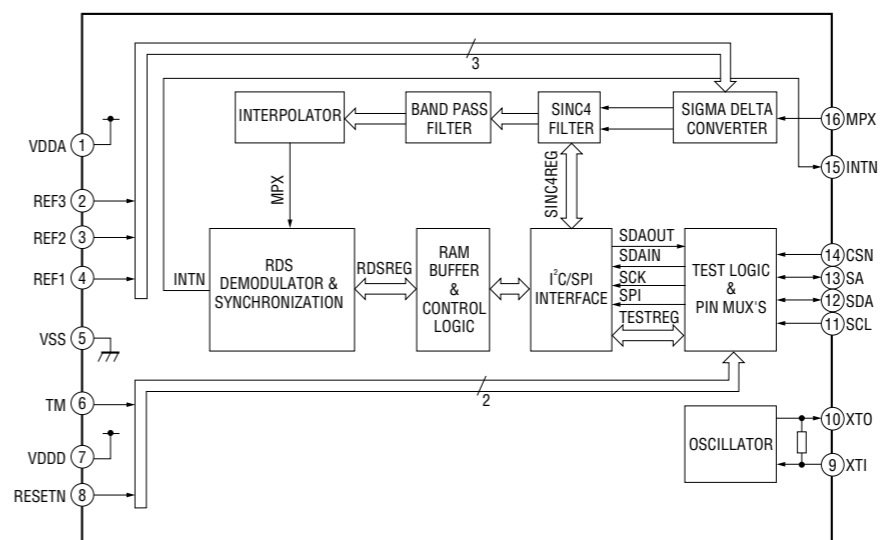 3
INTERPOLATOR
BAND PASS
FILTER
SINC4
FILTER
SIGMA DELTA
CONVERTER
16 MPX
VDDA 1
15 INTN
MPX
SINC4REG
REF3 2
REF2 3
REF1 4
INTN
RDS
DEMODULATOR &
SYNCHRONIZATION
RDSREG
RAM
BUFFER
&
CONTROL
LOGIC
I²C/SPI
INTERFACE
SDAOUT
SDAIN
SCK
SPI
TESTREG
TEST LOGIC
&
PIN MUX'S
14 CSN
13 SA
12 SDA
11 SCL
VSS 5
TM 6
2
VDDD 7
RESETN 8
OSCILLATOR
10 XTO
9 XTI